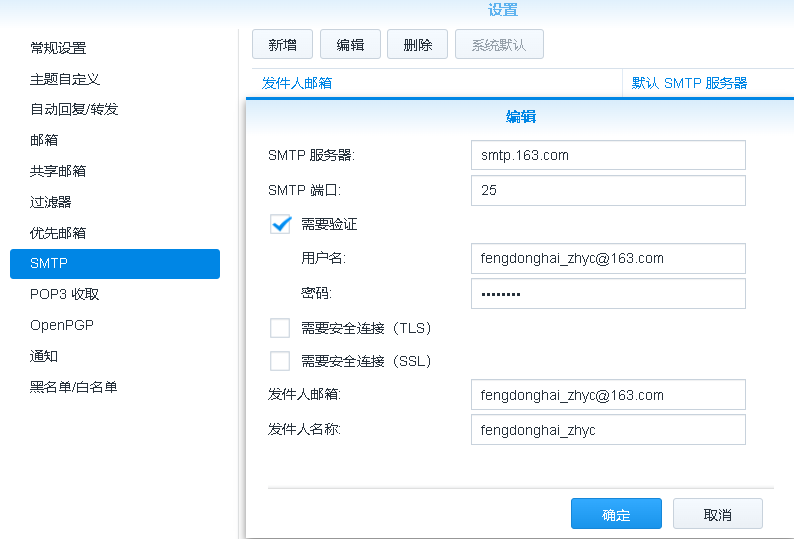 设置
常规设置
主题自定义
自动回复/转发
邮箱
共享邮箱
过滤器
优先邮箱
SMTP
POP3 收取
OpenPGP
通知
黑名单/白名单
新增 编辑 删除 系统默认
发件人邮箱 默认 SMTP 服务器
编辑
SMTP 服务器: smtp.163.com
SMTP 端口: 25
需要验证
用户名: fengdonghai_zhyc@163.com
密码: ••••••••
需要安全连接（TLS）
需要安全连接（SSL）
发件人邮箱: fengdonghai_zhyc@163.com
发件人名称: fengdonghai_zhyc
确定 取消